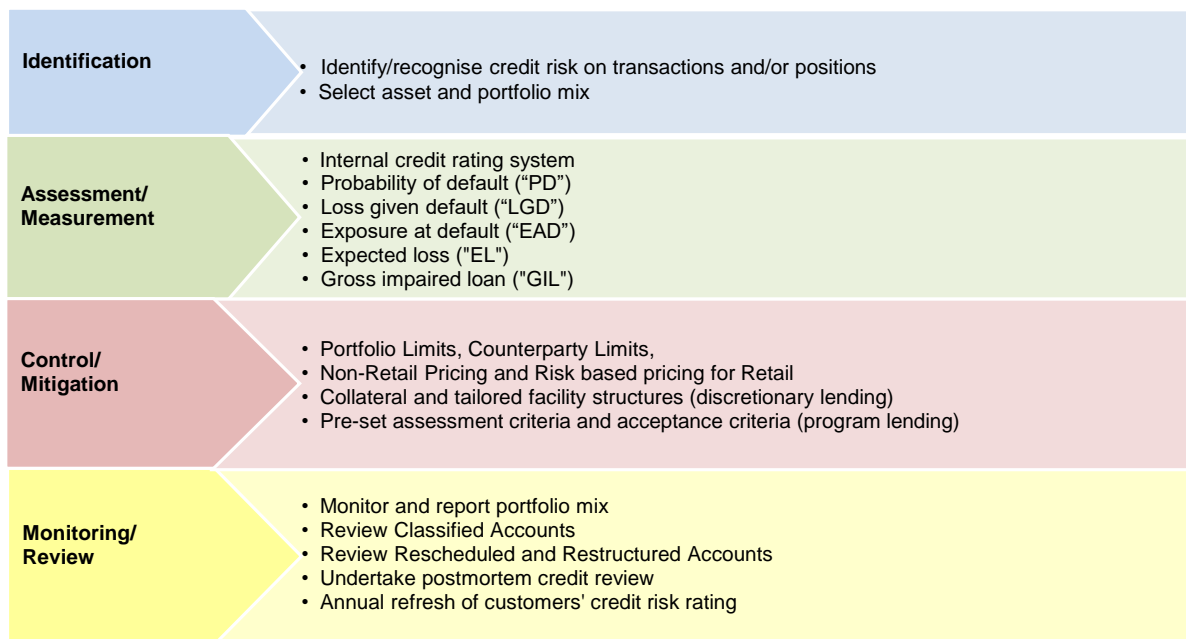 Identification
• Identify/recognise credit risk on transactions and/or positions
• Select asset and portfolio mix
Assessment/
Measurement
• Internal credit rating system
• Probability of default (“PD”)
• Loss given default (“LGD”)
• Exposure at default (“EAD”)
• Expected loss ("EL")
• Gross impaired loan ("GIL")
Control/
Mitigation
• Portfolio Limits, Counterparty Limits,
• Non-Retail Pricing and Risk based pricing for Retail
• Collateral and tailored facility structures (discretionary lending)
• Pre-set assessment criteria and acceptance criteria (program lending)
Monitoring/
Review
• Monitor and report portfolio mix
• Review Classified Accounts
• Review Rescheduled and Restructured Accounts
• Undertake postmortem credit review
• Annual refresh of customers' credit risk rating